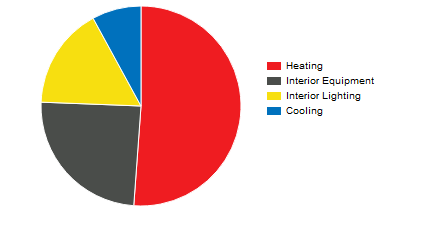 Heating
Interior Equipment
Interior Lighting
Cooling